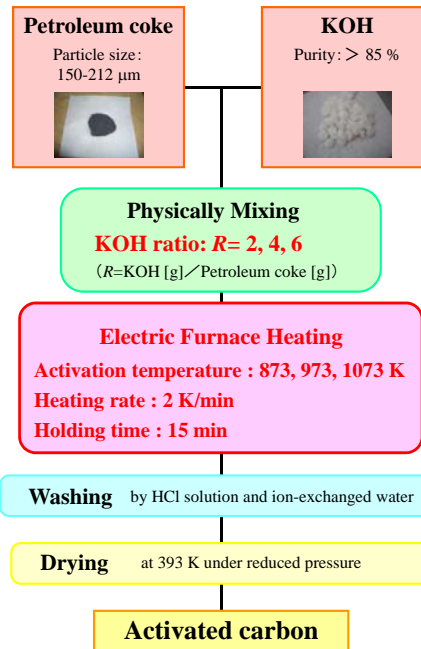 Petroleum coke
Particle size:
150-212 μm
KOH
Purity: > 85 %
Physically Mixing
KOH ratio: R= 2, 4, 6
(R=KOH [g]/Petroleum coke [g])
Electric Furnace Heating
Activation temperature : 873, 973, 1073 K
Heating rate : 2 K/min
Holding time : 15 min
Washing by HCl solution and ion-exchanged water
Drying at 393 K under reduced pressure
Activated carbon